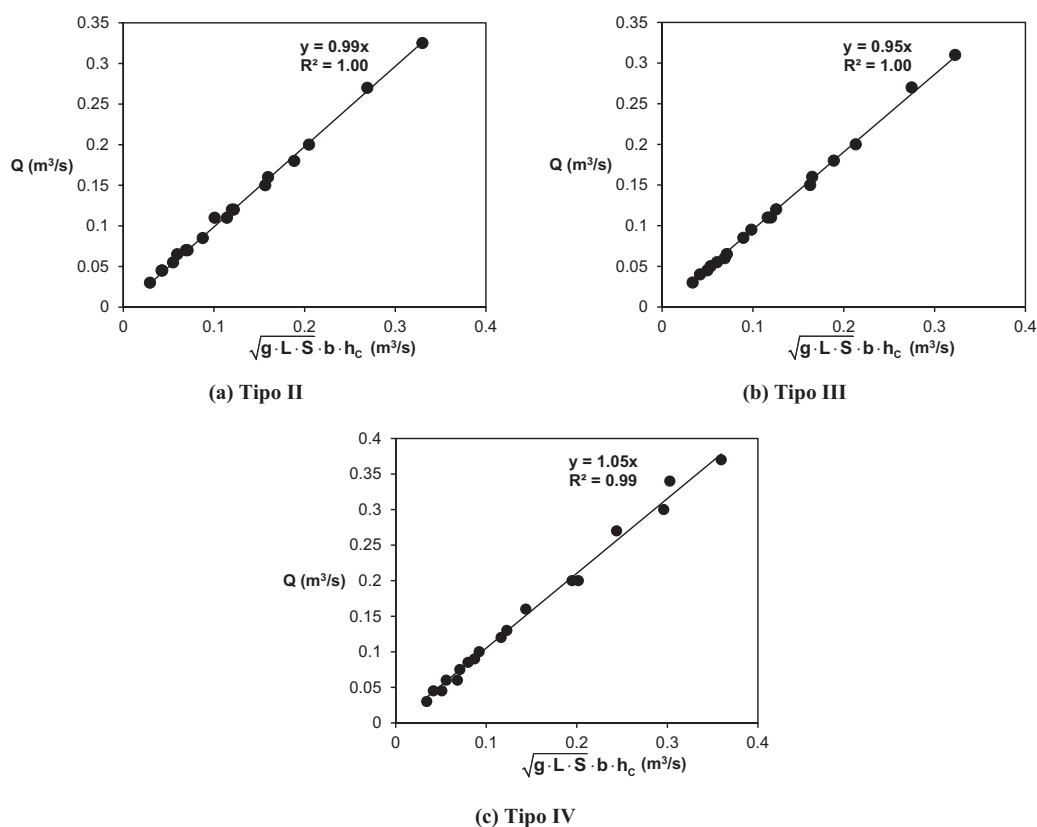 0.35
y = 0.99x
R² = 1.00
0.3
0.25
0.2
Q (m³/s)
0.15
0.1
0.05
0
0 0.1 0.2 0.3 0.4
√g·L·S·b·h_c (m³/s)
(a) Tipo II
0.35
y = 0.95x
R² = 1.00
0.3
0.25
0.2
Q (m³/s)
0.15
0.1
0.05
0
0 0.1 0.2 0.3 0.4
√g·L·S·b·h_c (m³/s)
(b) Tipo III
0.4
y = 1.05x
R² = 0.99
0.35
0.3
0.25
0.2
Q (m³/s)
0.15
0.1
0.05
0
0 0.1 0.2 0.3 0.4
√g·L·S·b·h_c (m³/s)
(c) Tipo IV